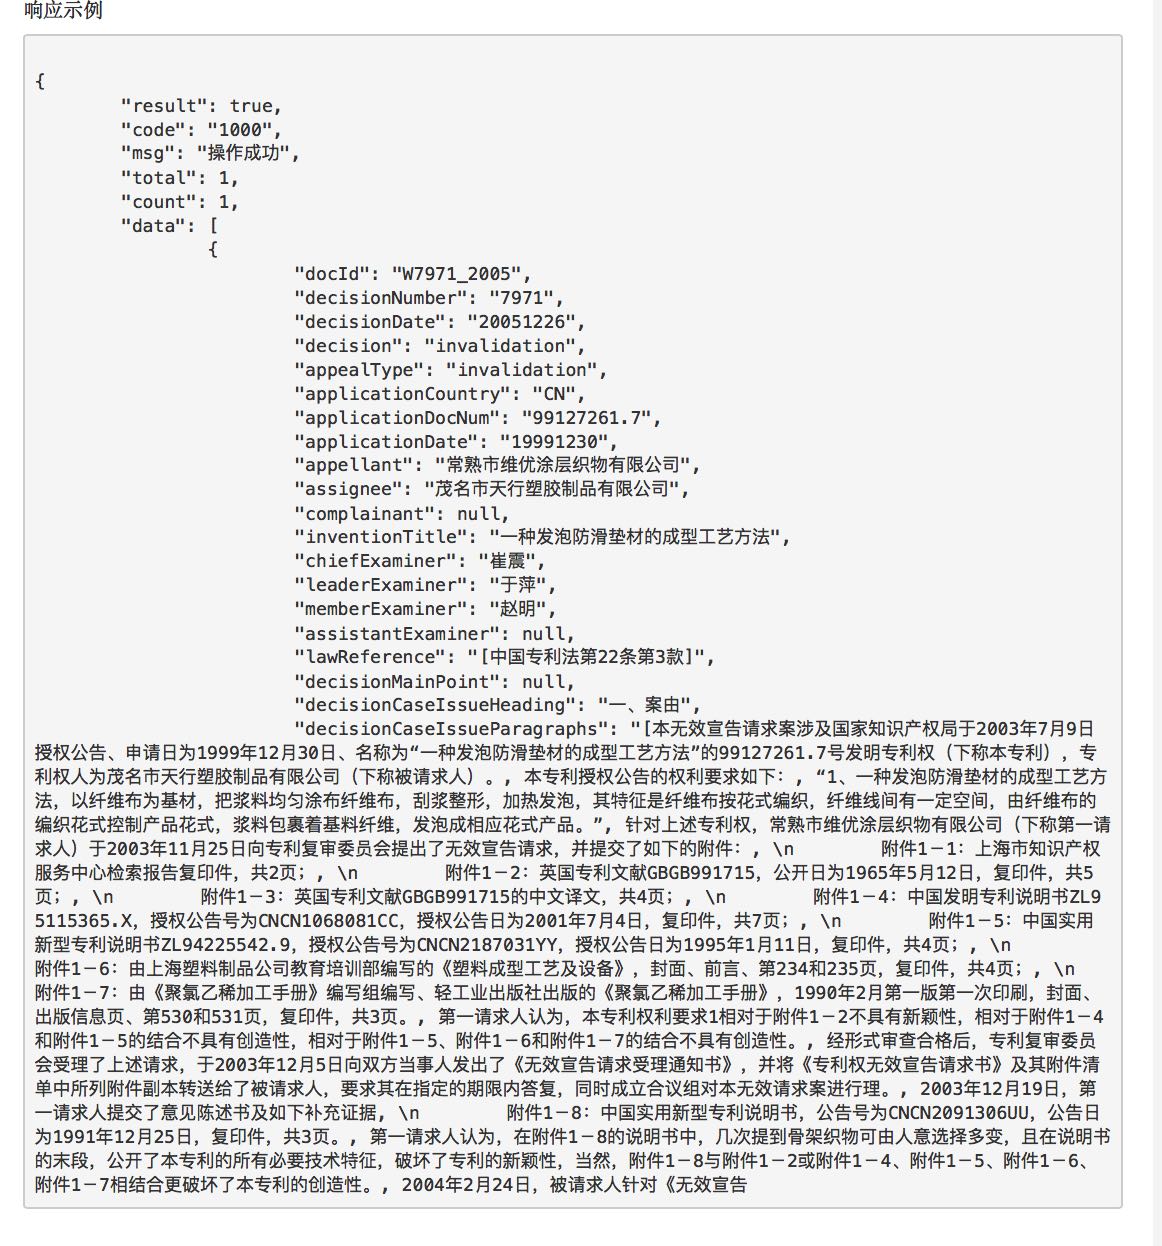 响应示例
{
"result": true,
"code": "1000",
"msg": "操作成功",
"total": 1,
"count": 1,
"data": [
{
"docId": "W7971_2005",
"decisionNumber": "7971",
"decisionDate": "20051226",
"decision": "invalidation",
"appealType": "invalidation",
"applicationCountry": "CN",
"applicationDocNum": "99127261.7",
"applicationDate": "19991230",
"appellant": "常熟市维优涂层织物有限公司",
"assignee": "茂名市天行塑胶制品有限公司",
"complainant": null,
"inventionTitle": "一种发泡防滑垫材的成型工艺方法",
"chiefExaminer": "崔震",
"leaderExaminer": "于萍",
"memberExaminer": "赵明",
"assistantExaminer": null,
"lawReference": "[中国专利法第22条第3款]",
"decisionMainPoint": null,
"decisionCaseIssueHeading": "一、案由",
"decisionCaseIssueParagraphs": "[本无效宣告请求案涉及国家知识产权局于2003年7月9日
授权公告、申请日为1999年12月30日、名称为“一种发泡防滑垫材的成型工艺方法”的99127261.7号发明专利权（下称本专利），专
利权人为茂名市天行塑胶制品有限公司（下称被请求人）。, 本专利授权公告的权利要求如下：, “1、一种发泡防滑垫材的成型工艺方
法，以纤维布为基材，把浆料均匀涂布纤维布，刮浆整形，加热发泡，其特征是纤维布按花式编织，纤维线间有一定空间，由纤维布的
编织花式控制产品花式，浆料包裹着基料纤维，发泡成相应花式产品。”, 针对上述专利权，常熟市维优涂层织物有限公司（下称第一请
求人）于2003年11月25日向专利复审委员会提出了无效宣告请求，并提交了如下的附件：, \n 附件1－1：上海市知识产权
服务中心检索报告复印件，共2页；, \n 附件1－2：英国专利文献GBGB991715，公开日为1965年5月12日，复印件，共5
页；, \n 附件1－3：英国专利文献GBGB991715的中文译文，共4页；, \n 附件1－4：中国发明专利说明书ZL9
5115365.X，授权公告号为CNCN1068081CC，授权公告日为2001年7月4日，复印件，共7页；, \n 附件1－5：中国实用
新型专利说明书ZL94225542.9，授权公告号为CNCN2187031YY，授权公告日为1995年1月11日，复印件，共4页；, \n
附件1－6：由上海塑料制品公司教育培训部编写的《塑料成型工艺及设备》，封面、前言、第234和235页，复印件，共4页；, \n
附件1－7：由《聚氯乙稀加工手册》编写组编写、轻工业出版社出版的《聚氯乙稀加工手册》，1990年2月第一版第一次印刷，封面、
出版信息页、第530和531页，复印件，共3页。, 第一请求人认为，本专利权利要求1相对于附件1－2不具有新颖性，相对于附件1－4
和附件1－5的结合不具有创造性，相对于附件1－5、附件1－6和附件1－7的结合不具有创造性。, 经形式审查合格后，专利复审委员
会受理了上述请求，于2003年12月5日向双方当事人发出了《无效宣告请求受理通知书》，并将《专利权无效宣告请求书》及其附件清
单中所列附件副本转送给了被请求人，要求其在指定的期限内答复，同时成立合议组对本无效请求案进行审理。, 2003年12月19日，第
一请求人提交了意见陈述书及如下补充证据, \n 附件1－8：中国实用新型专利说明书，公告号为CNCN2091306UU，公告日
为1991年12月25日，复印件，共3页。, 第一请求人认为，在附件1－8的说明书中，几次提到骨架织物可由人意选择多变，且在说明书
的末段，公开了本专利的所有必要技术特征，破坏了专利的新颖性，当然，附件1－8与附件1－2或附件1－4、附件1－5、附件1－6、
附件1－7相结合更破坏了本专利的创造性。, 2004年2月24日，被请求人针对《无效宣告